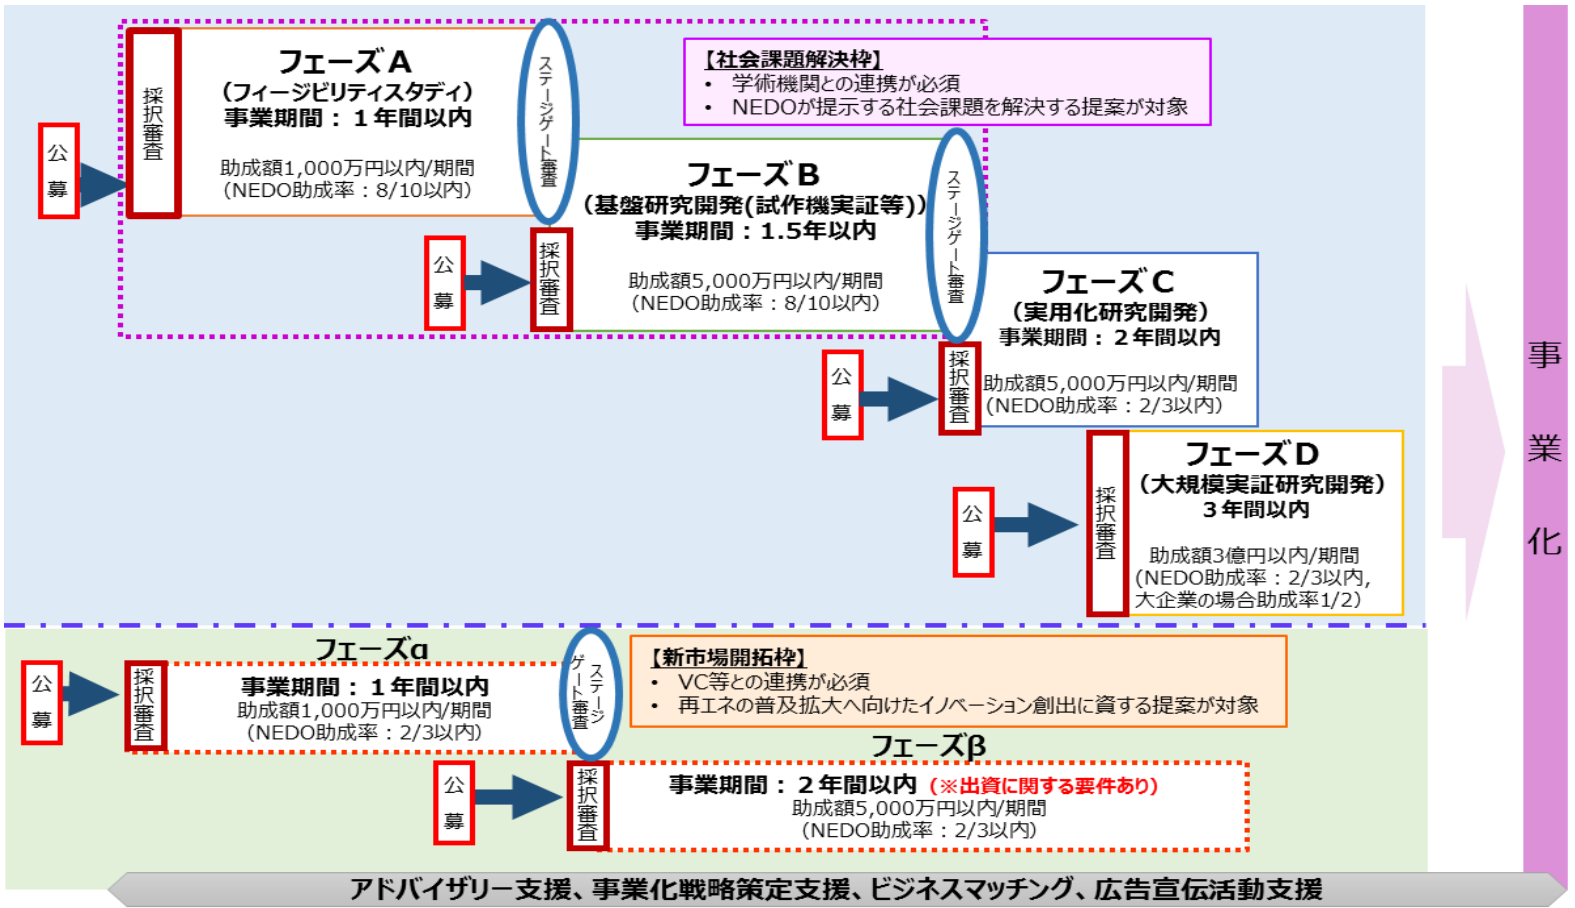 公募
採択審査
フェーズA
（フィージビリティスタディ）
事業期間：１年間以内
助成額1,000万円以内/期間
（NEDO助成率：8/10以内）
ステージゲート審査
【社会課題解決枠】
• 学術機関との連携が必須
• NEDOが提示する社会課題を解決する提案が対象
公募
採択審査
フェーズB
（基盤研究開発(試作機実証等)）
事業期間：1.5年以内
助成額5,000万円以内/期間
（NEDO助成率：8/10以内）
ステージゲート審査
公募
採択審査
フェーズC
（実用化研究開発）
事業期間：２年間以内
助成額5,000万円以内/期間
（NEDO助成率：2/3以内）
公募
採択審査
フェーズD
（大規模実証研究開発）
３年間以内
助成額3億円以内/期間
（NEDO助成率：2/3以内,
大企業の場合助成率1/2）
事業化
フェーズα
公募
採択審査
事業期間：１年間以内
助成額1,000万円以内/期間
（NEDO助成率：2/3以内）
ステージ
ゲート審査
【新市場開拓枠】
• VC等との連携が必須
• 再エネの普及拡大へ向けたイノベーション創出に資する提案が対象
フェーズβ
公募
採択審査
事業期間：２年間以内（※出資に関する要件あり）
助成額5,000万円以内/期間
（NEDO助成率：2/3以内）
アドバイザリー支援、事業化戦略策定支援、ビジネスマッチング、広告宣伝活動支援